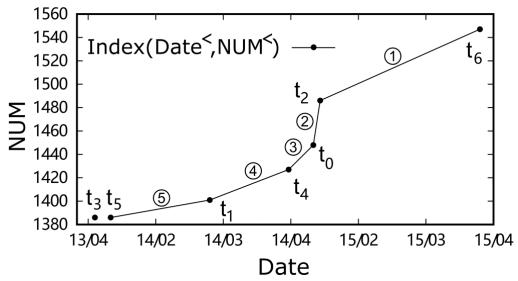 1560
1540
1520
1500
1480
1460
1440
1420
1400
1380
NUM
Index(Date<,NUM<)
①
t6
t2
②
③
t0
④
t4
t3 t5
⑤
t1
13/04 14/02 14/03 14/04 15/02 15/03 15/04
Date